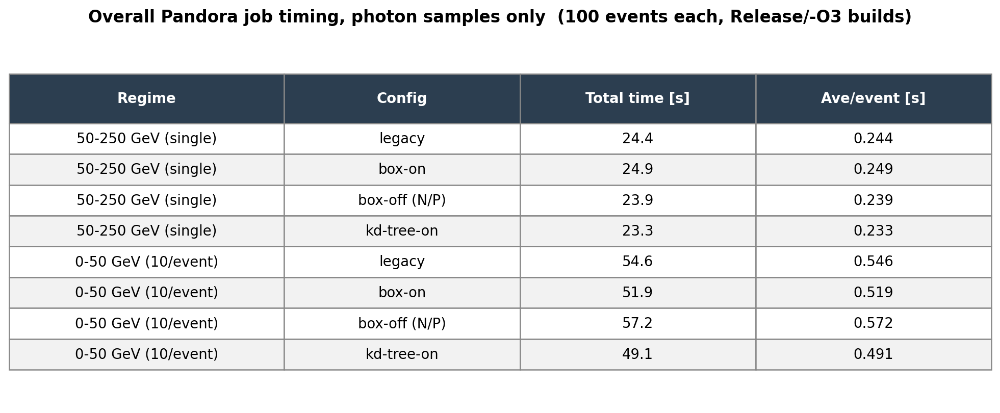 Overall Pandora job timing, photon samples only  (100 events each, Release/-O3 builds)
Regime Config Total time [s] Ave/event [s]
50-250 GeV (single) legacy 24.4 0.244
50-250 GeV (single) box-on 24.9 0.249
50-250 GeV (single) box-off (N/P) 23.9 0.239
50-250 GeV (single) kd-tree-on 23.3 0.233
0-50 GeV (10/event) legacy 54.6 0.546
0-50 GeV (10/event) box-on 51.9 0.519
0-50 GeV (10/event) box-off (N/P) 57.2 0.572
0-50 GeV (10/event) kd-tree-on 49.1 0.491